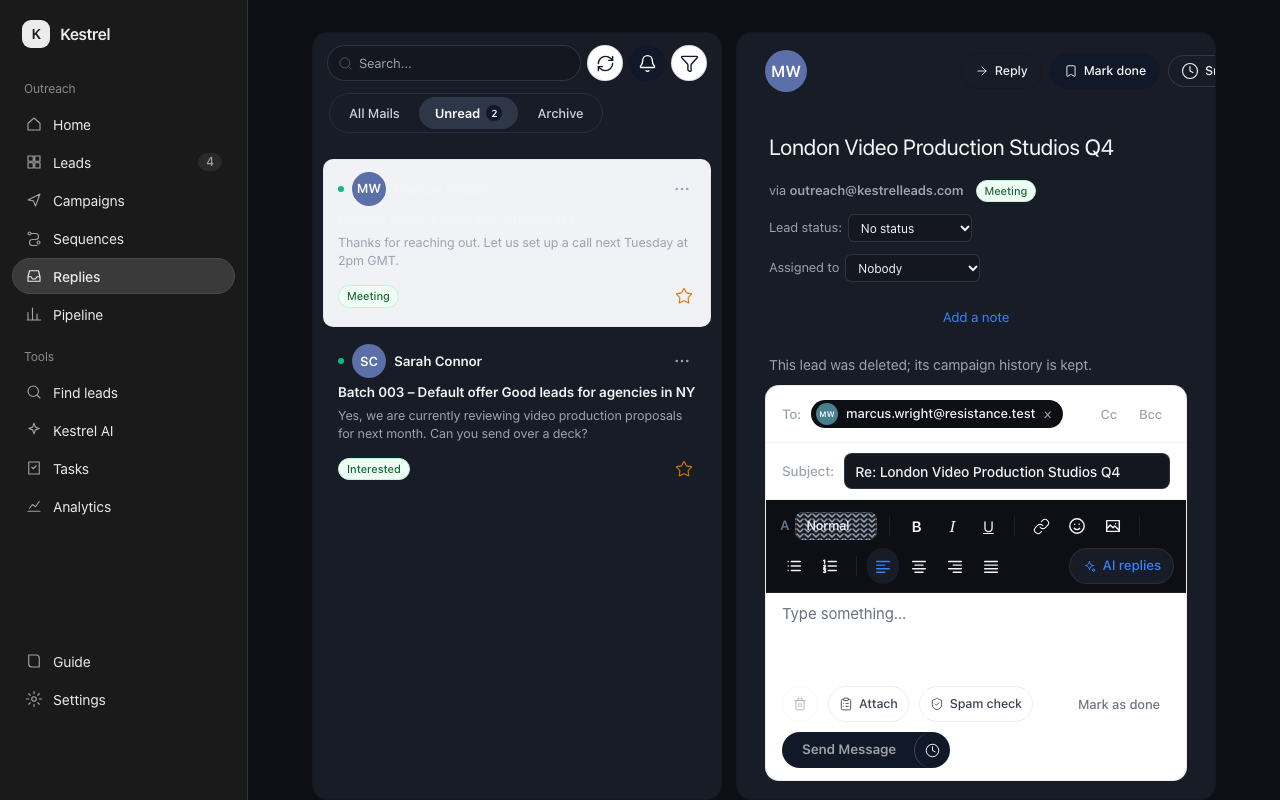 K Kestrel
Outreach
Home
Leads 4
Campaigns
Sequences
Replies
Pipeline
Tools
Find leads
Kestrel AI
Tasks
Analytics
Guide
Settings
Search...
All Mails Unread 2 Archive
MW
Thanks for reaching out. Let us set up a call next Tuesday at
2pm GMT.
Meeting
SC Sarah Connor
Batch 003 – Default offer Good leads for agencies in NY
Yes, we are currently reviewing video production proposals
for next month. Can you send over a deck?
Interested
MW Reply Mark done
London Video Production Studios Q4
via outreach@kestrelleads.com Meeting
Lead status: No status
Assigned to Nobody
Add a note
This lead was deleted; its campaign history is kept.
To: MW marcus.wright@resistance.test × Cc Bcc
Subject: Re: London Video Production Studios Q4
A Normal B I U
AI replies
Type something...
Attach Spam check Mark as done
Send Message